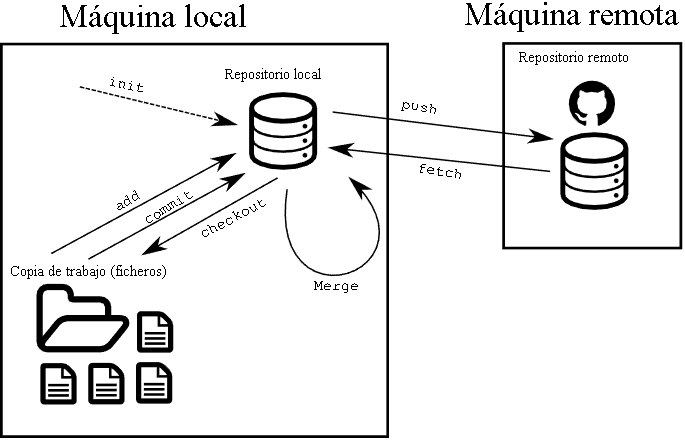 Máquina local
Máquina remota
Repositorio local
Repositorio remoto
init
push
fetch
add
commit
checkout
Merge
Copia de trabajo (ficheros)